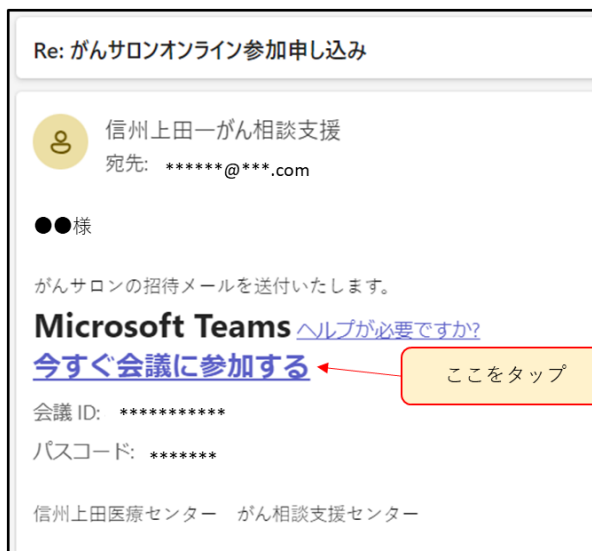 Re: がんサロンオンライン参加申し込み
信州上田ーがん相談支援
宛先: ******@***.com
●●様
がんサロンの招待メールを送付いたします。
Microsoft Teams ヘルプが必要ですか?
今すぐ会議に参加する
ここをタップ
会議 ID: ***********
パスコード: *******
信州上田医療センター　がん相談支援センター